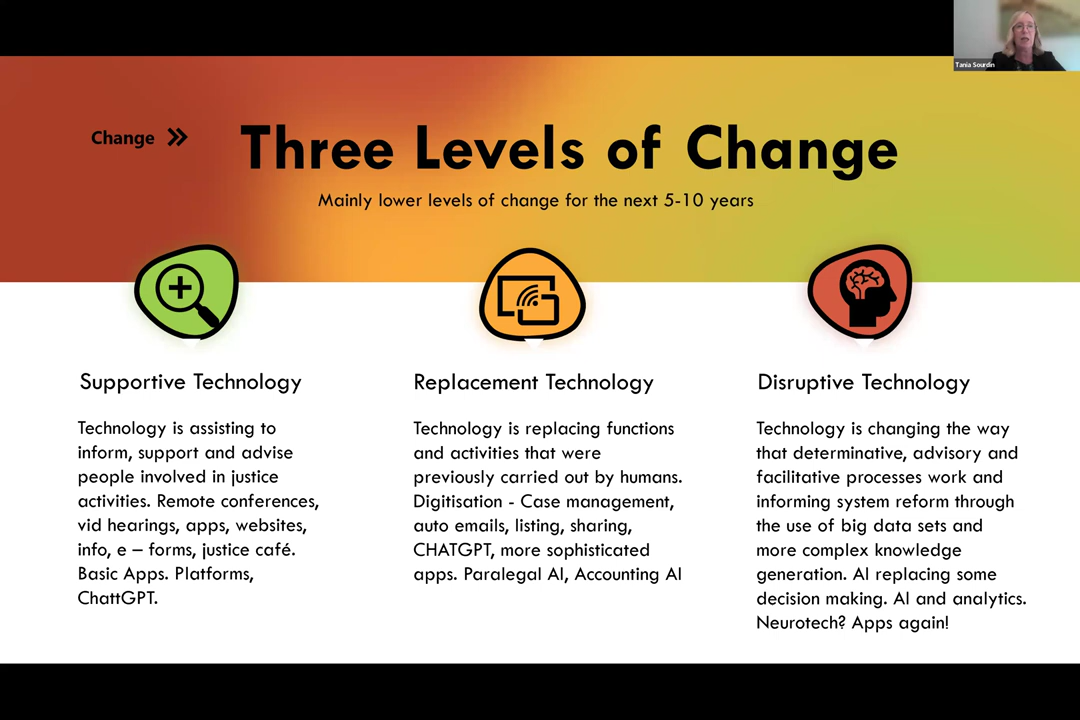 Tania Sourdin
Change
Three Levels of Change
Mainly lower levels of change for the next 5-10 years
Supportive Technology
Technology is assisting to
inform, support and advise
people involved in justice
activities. Remote conferences,
vid hearings, apps, websites,
info, e – forms, justice café.
Basic Apps. Platforms,
ChattGPT.
Replacement Technology
Technology is replacing functions
and activities that were
previously carried out by humans.
Digitisation - Case management,
auto emails, listing, sharing,
CHATGPT, more sophisticated
apps. Paralegal AI, Accounting AI
Disruptive Technology
Technology is changing the way
that determinative, advisory and
facilitative processes work and
informing system reform through
the use of big data sets and
more complex knowledge
generation. AI replacing some
decision making. AI and analytics.
Neurotech? Apps again!